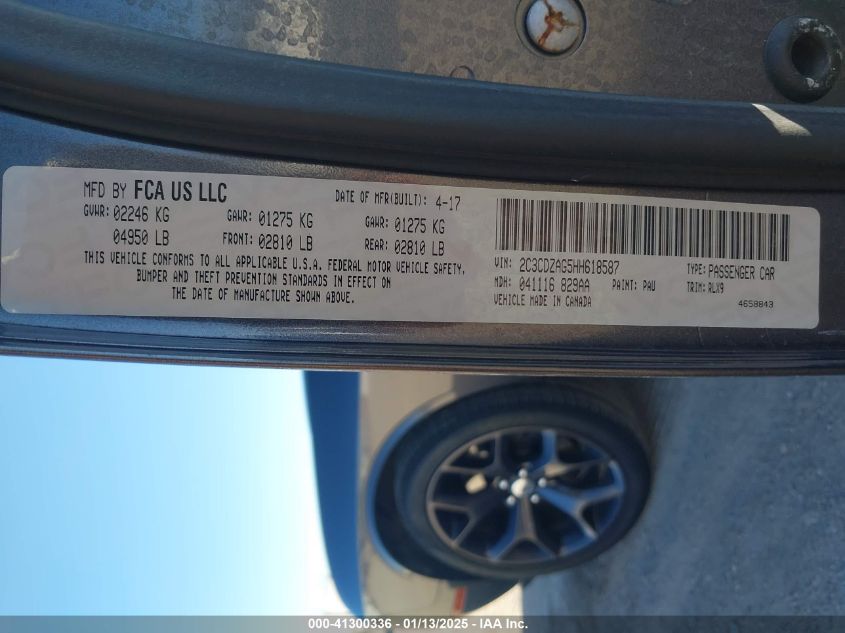 MFD BY FCA US LLC DATE OF MFR(BUILT): 4-17
GVWR: 02246 KG GAWR: 01275 KG GAWR: 01275 KG
04950 LB FRONT: 02810 LB REAR: 02810 LB
THIS VEHICLE CONFORMS TO ALL APPLICABLE U.S.A. FEDERAL MOTOR VEHICLE SAFETY,
BUMPER AND THEFT PREVENTION STANDARDS IN EFFECT ON
THE DATE OF MANUFACTURE SHOWN ABOVE.
VIN: 2C3CDZAG5HH618587 TYPE: PASSENGER CAR
MDH: 041116 829AA PAINT: PAU TRIM: RLX9
VEHICLE MADE IN CANADA 4658843
000-41300336 - 01/13/2025 - IAA Inc.